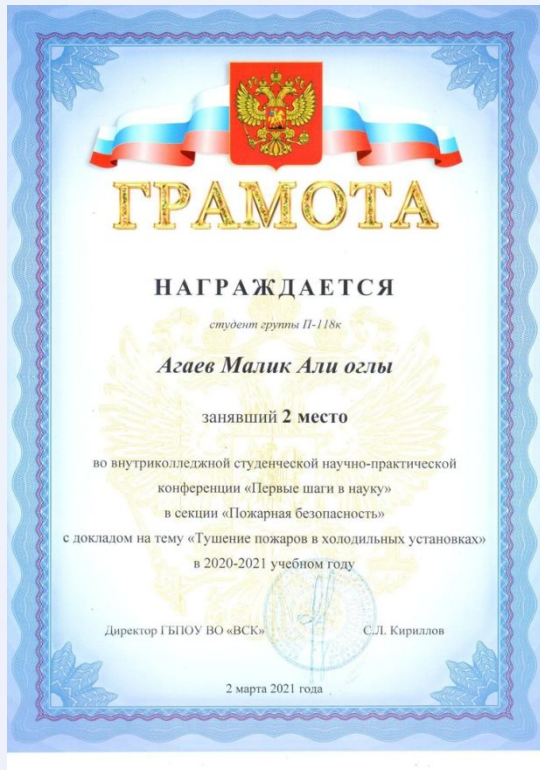 ГРАМОТА
НАГРАЖДАЕТСЯ
студент группы П-118к
Агаев Малик Али оглы
занявший 2 место
во внутриколледжной студенческой научно-практической
конференции «Первые шаги в науку»
в секции «Пожарная безопасность»
с докладом на тему «Тушение пожаров в холодильных установках»
в 2020-2021 учебном году
Директор ГБПОУ ВО «ВСК» С.Л. Кириллов
2 марта 2021 года